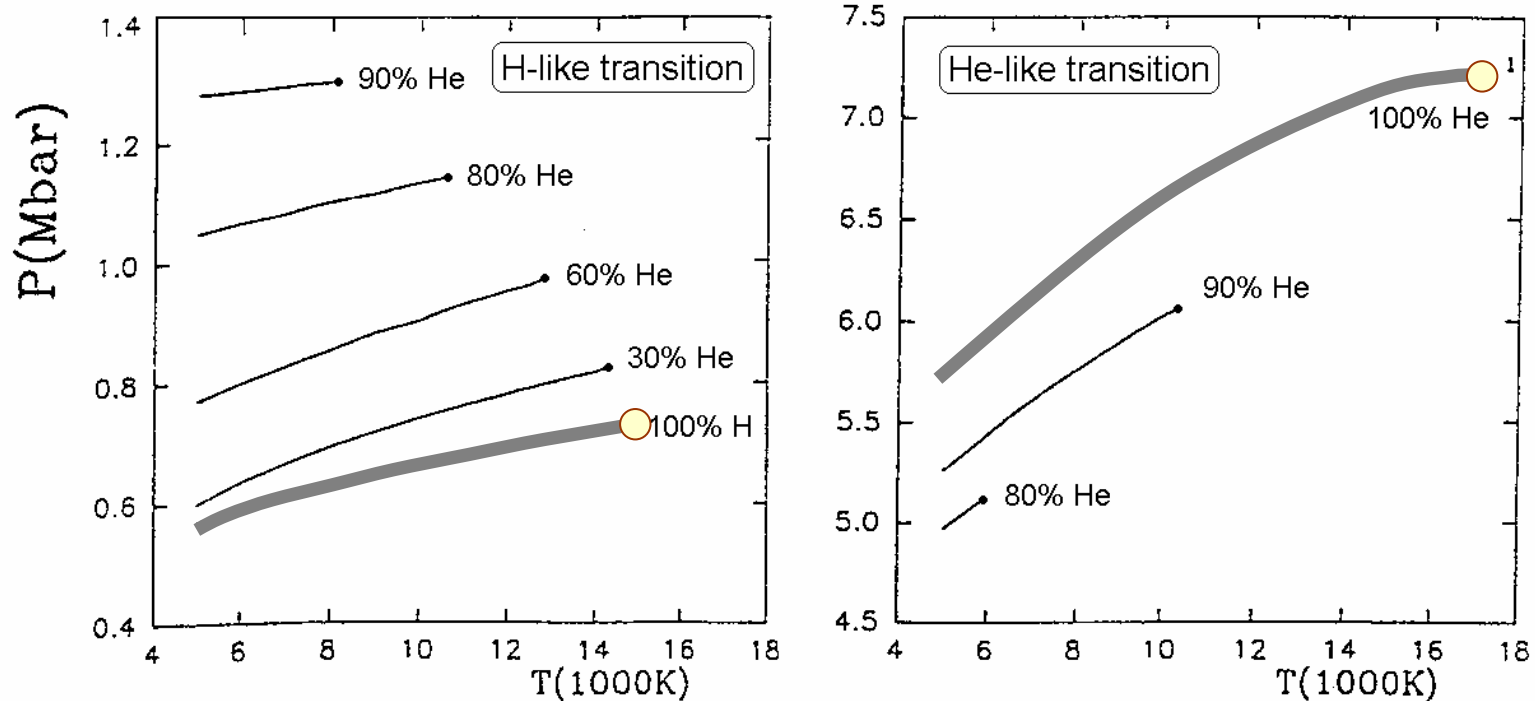 H-like transition
P(Mbar)
1.4
1.2
1.0
0.8
0.6
0.4
90% He
80% He
60% He
30% He
100% H
4 6 8 10 12 14 16 18
T(1000K)
He-like transition
7.5
7.0
6.5
6.0
5.5
5.0
4.5
1
100% He
90% He
80% He
4 6 8 10 12 14 16 18
T(1000K)